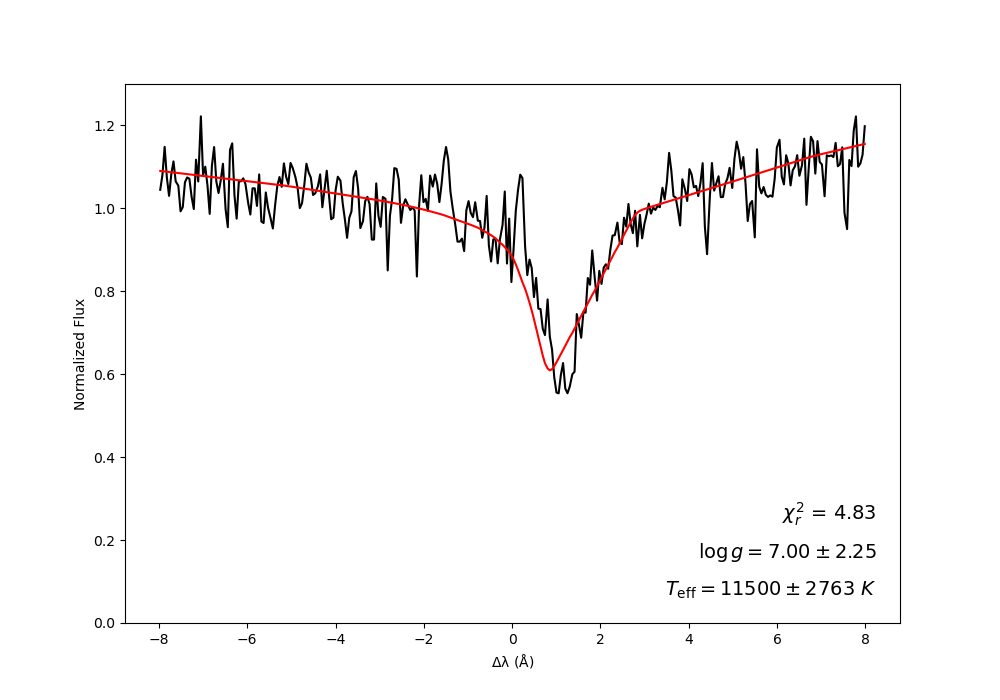 1.2
1.0
0.8
0.6
0.4
0.2
0.0
Normalized Flux
χ²ᵣ = 4.83
log g = 7.00 ± 2.25
T_eff = 11500 ± 2763 K
−8 −6 −4 −2 0 2 4 6 8
Δλ (Å)